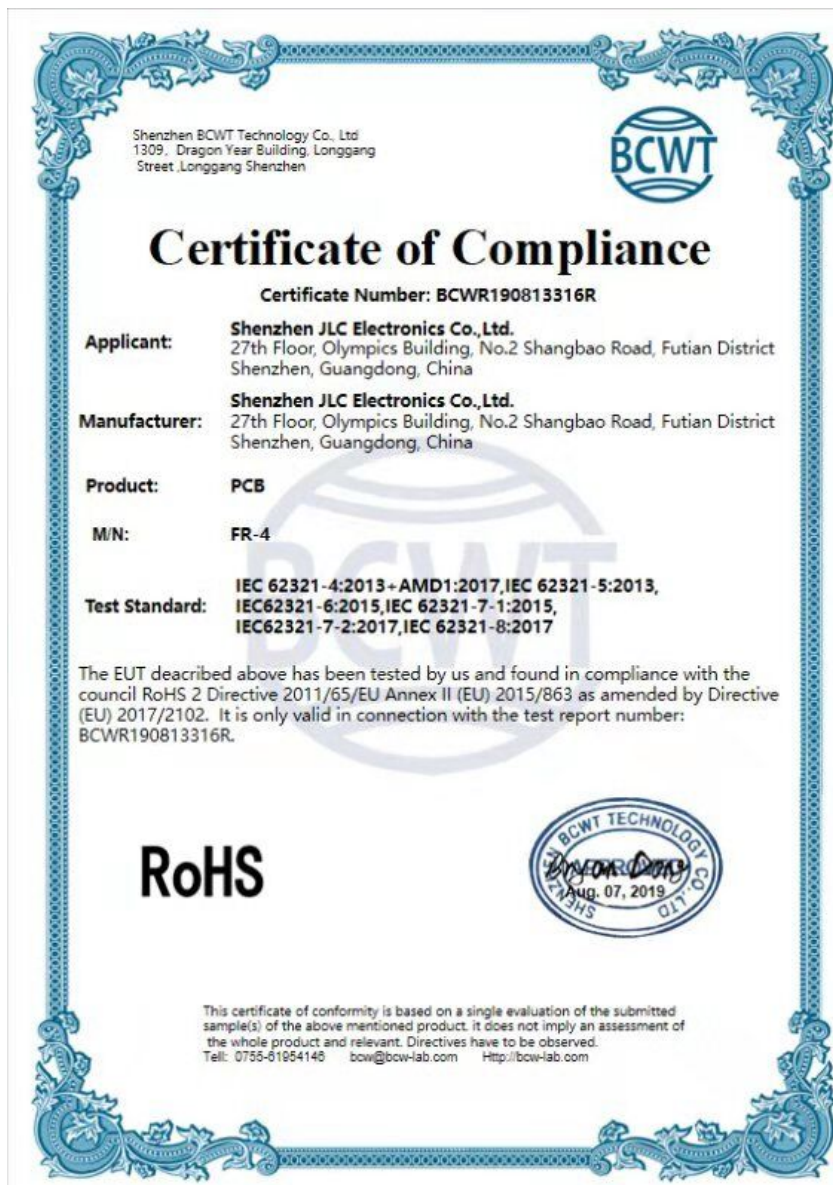 Shenzhen BCWT Technology Co., Ltd
1309, Dragon Year Building, Longgang
Street ,Longgang Shenzhen
BCWT
Certificate of Compliance
Certificate Number: BCWR190813316R
Applicant:
Shenzhen JLC Electronics Co.,Ltd.
27th Floor, Olympics Building, No.2 Shangbao Road, Futian District
Shenzhen, Guangdong, China
Manufacturer:
Shenzhen JLC Electronics Co.,Ltd.
27th Floor, Olympics Building, No.2 Shangbao Road, Futian District
Shenzhen, Guangdong, China
Product: PCB
M/N: FR-4
Test Standard:
IEC 62321-4:2013+AMD1:2017,IEC 62321-5:2013,
IEC62321-6:2015,IEC 62321-7-1:2015,
IEC62321-7-2:2017,IEC 62321-8:2017
BCWT
The EUT deacribed above has been tested by us and found in compliance with the
council RoHS 2 Directive 2011/65/EU Annex II (EU) 2015/863 as amended by Directive
(EU) 2017/2102. It is only valid in connection with the test report number:
BCWR190813316R.
RoHS
SHENZHEN BCWT TECHNOLOGY CO.,LTD
APPROVED
Bryan Dong
Aug. 07, 2019
This certificate of conformity is based on a single evaluation of the submitted
sample(s) of the above mentioned product. it does not imply an assessment of
the whole product and relevant. Directives have to be observed.
Tell: 0755-61954146 bcw@bcw-lab.com Http://bcw-lab.com